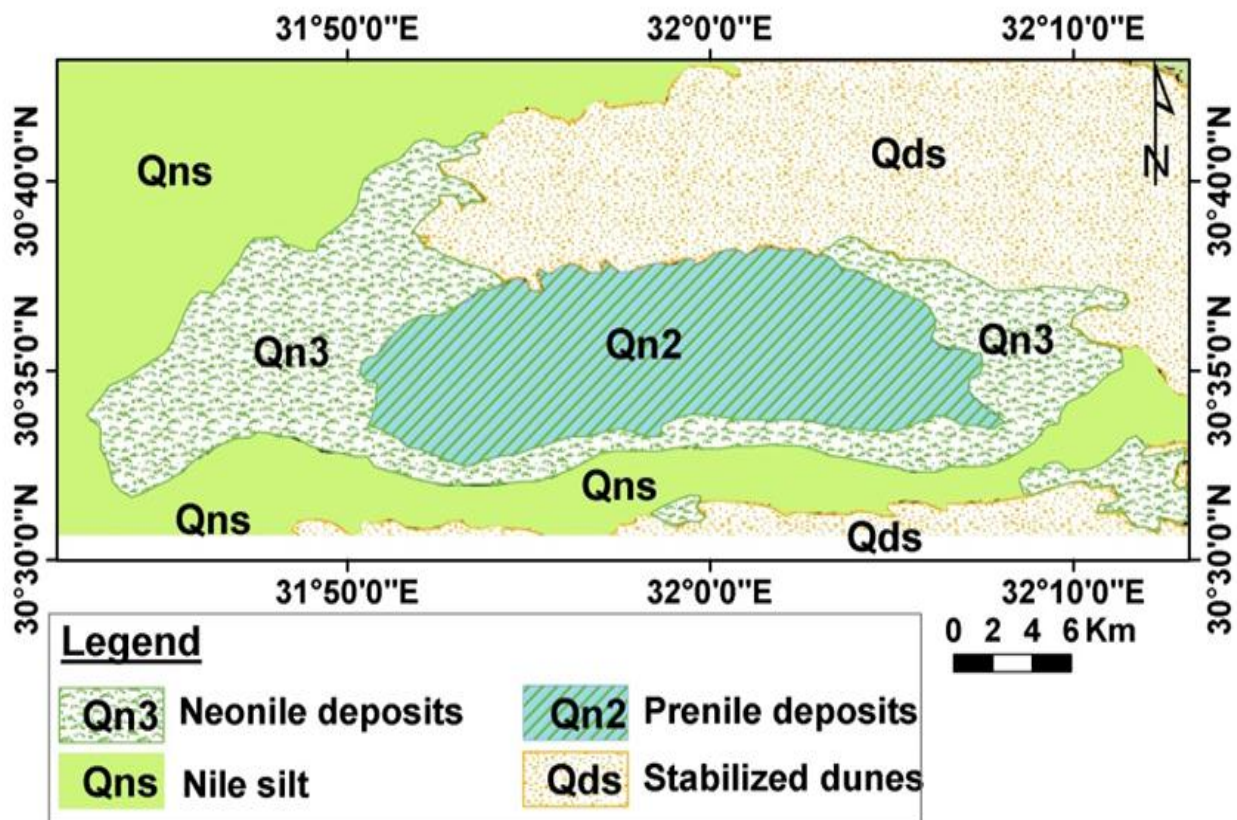 31°50'0"E 32°0'0"E 32°10'0"E
30°40'0"N
30°35'0"N
30°30'0"N
Qns
Qds
N
30°40'0"N
30°35'0"N
30°30'0"N
Qn3
Qn2
Qn3
Qns
Qns
Qds
31°50'0"E 32°0'0"E 32°10'0"E
Legend
Qn3 Neonile deposits
Qn2 Prenile deposits
Qns Nile silt
Qds Stabilized dunes
0 2 4 6 Km